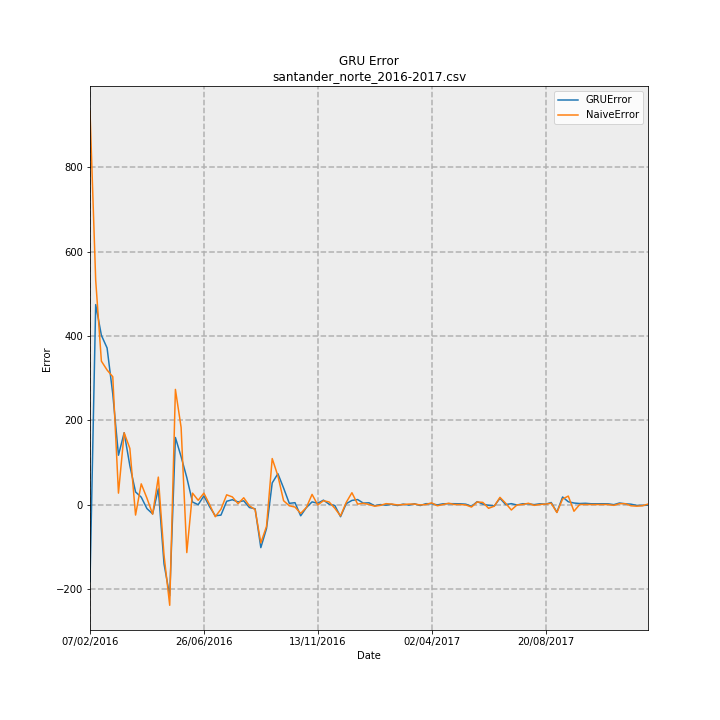 GRU Error
santander_norte_2016-2017.csv
GRUError
NaiveError
800
600
400
200
0
−200
Error
07/02/2016 26/06/2016 13/11/2016 02/04/2017 20/08/2017
Date